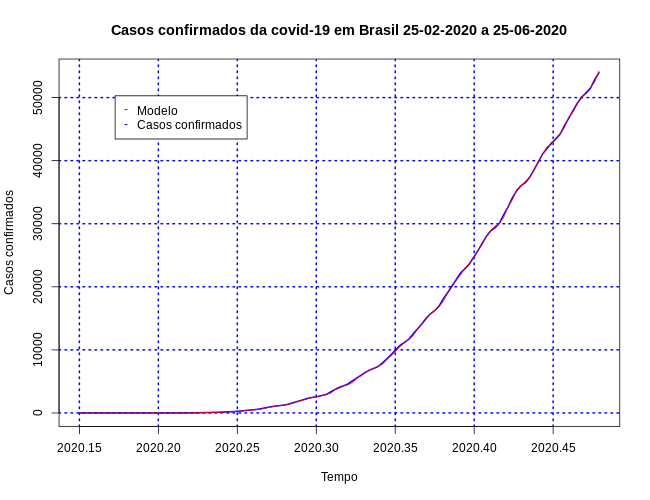 Casos confirmados da covid-19 em Brasil 25-02-2020 a 25-06-2020
Modelo
Casos confirmados
Casos confirmados
50000
40000
30000
20000
10000
0
2020.15 2020.20 2020.25 2020.30 2020.35 2020.40 2020.45
Tempo